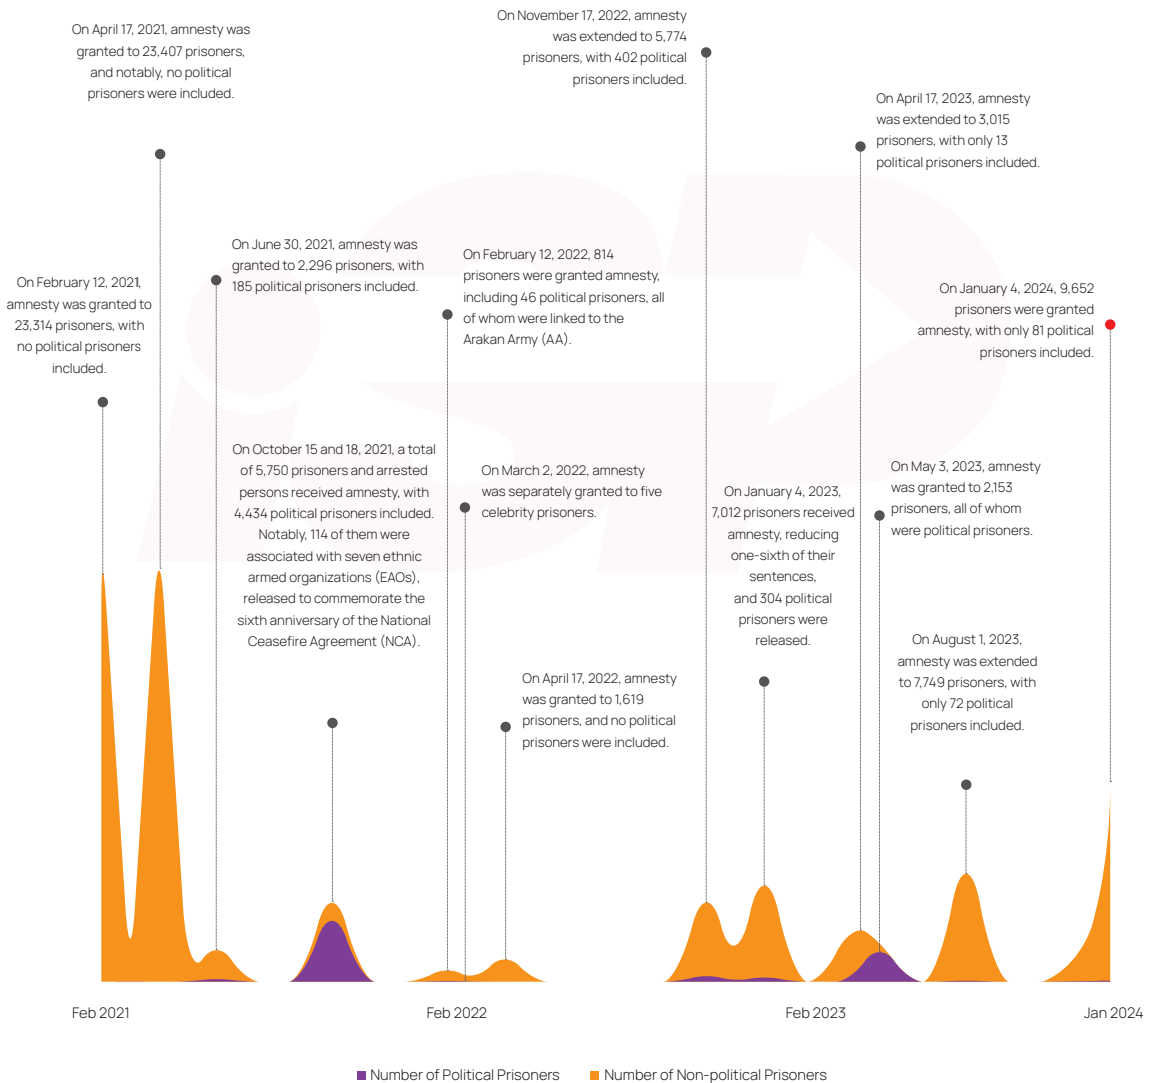 On April 17, 2021, amnesty was
granted to 23,407 prisoners,
and notably, no political
prisoners were included.
On November 17, 2022, amnesty
was extended to 5,774
prisoners, with 402 political
prisoners included.
On April 17, 2023, amnesty
was extended to 3,015
prisoners, with only 13
political prisoners included.
On February 12, 2021,
amnesty was granted to
23,314 prisoners, with
no political prisoners
included.
On June 30, 2021, amnesty was
granted to 2,296 prisoners, with
185 political prisoners included.
On February 12, 2022, 814
prisoners were granted amnesty,
including 46 political prisoners, all
of whom were linked to the
Arakan Army (AA).
On January 4, 2024, 9,652
prisoners were granted
amnesty, with only 81 political
prisoners included.
On October 15 and 18, 2021, a total
of 5,750 prisoners and arrested
persons received amnesty, with
4,434 political prisoners included.
Notably, 114 of them were
associated with seven ethnic
armed organizations (EAOs),
released to commemorate the
sixth anniversary of the National
Ceasefire Agreement (NCA).
On March 2, 2022, amnesty
was separately granted to five
celebrity prisoners.
On January 4, 2023,
7,012 prisoners received
amnesty, reducing
one-sixth of their
sentences,
and 304 political
prisoners were
released.
On May 3, 2023, amnesty
was granted to 2,153
prisoners, all of whom
were political prisoners.
On April 17, 2022, amnesty
was granted to 1,619
prisoners, and no political
prisoners were included.
On August 1, 2023,
amnesty was extended
to 7,749 prisoners, with
only 72 political
prisoners included.
iSP
Feb 2021
Feb 2022
Feb 2023
Jan 2024
Number of Political Prisoners
Number of Non-political Prisoners